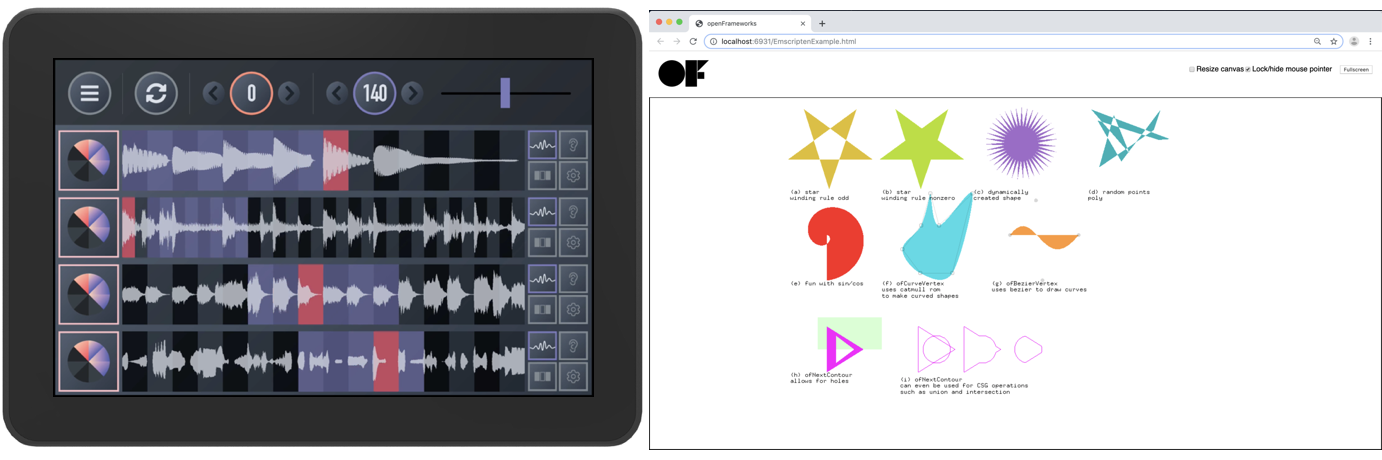 0
140
openFrameworks
localhost:6931/EmscriptenExample.html
OF
Resize canvas Lock/hide mouse pointer
Fullscreen
(a) star
winding rule odd
(b) star
winding rule nonzero
(c) dynamically
created shape
(d) random points
poly
(e) fun with sin/cos
(f) ofCurveVertex
uses catmull rom
to make curved shapes
(g) ofBezierVertex
uses bezier to draw curves
(h) ofNextContour
allows for holes
(i) ofNextContour
can even be used for CSG operations
such as union and intersection